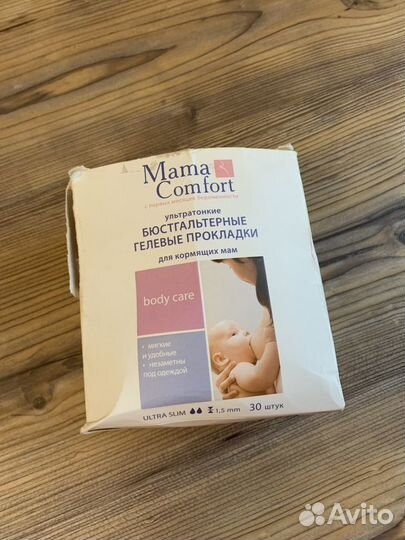 Mama
Comfort
с первых месяцев беременности
ультратонкие
БЮСТГАЛЬТЕРНЫЕ
ГЕЛЕВЫЕ ПРОКЛАДКИ
для кормящих мам
body care
• мягкие
и удобные
• незаметны
под одеждой
ULTRA SLIM 1,5 mm 30 штук
Avito